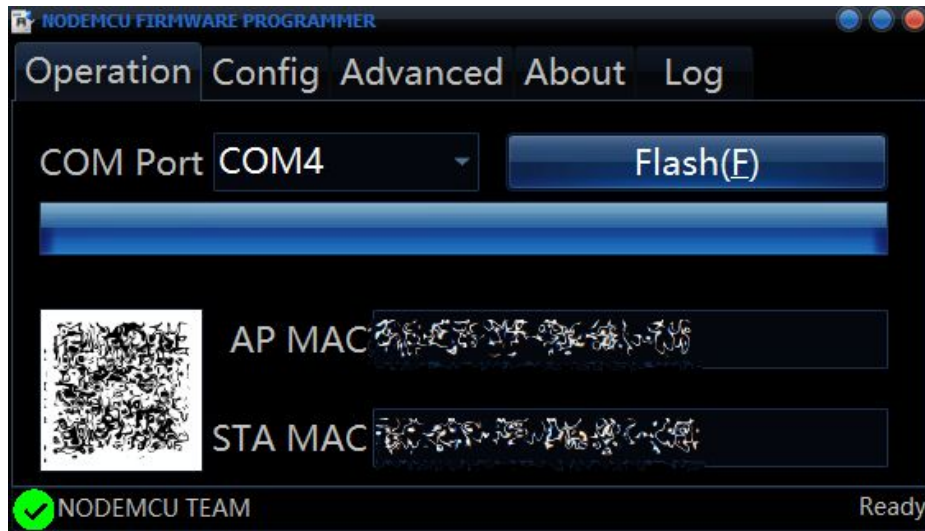 NODEMCU FIRMWARE PROGRAMMER
Operation Config Advanced About Log
COM Port COM4 Flash(F)
AP MAC
STA MAC
NODEMCU TEAM Ready